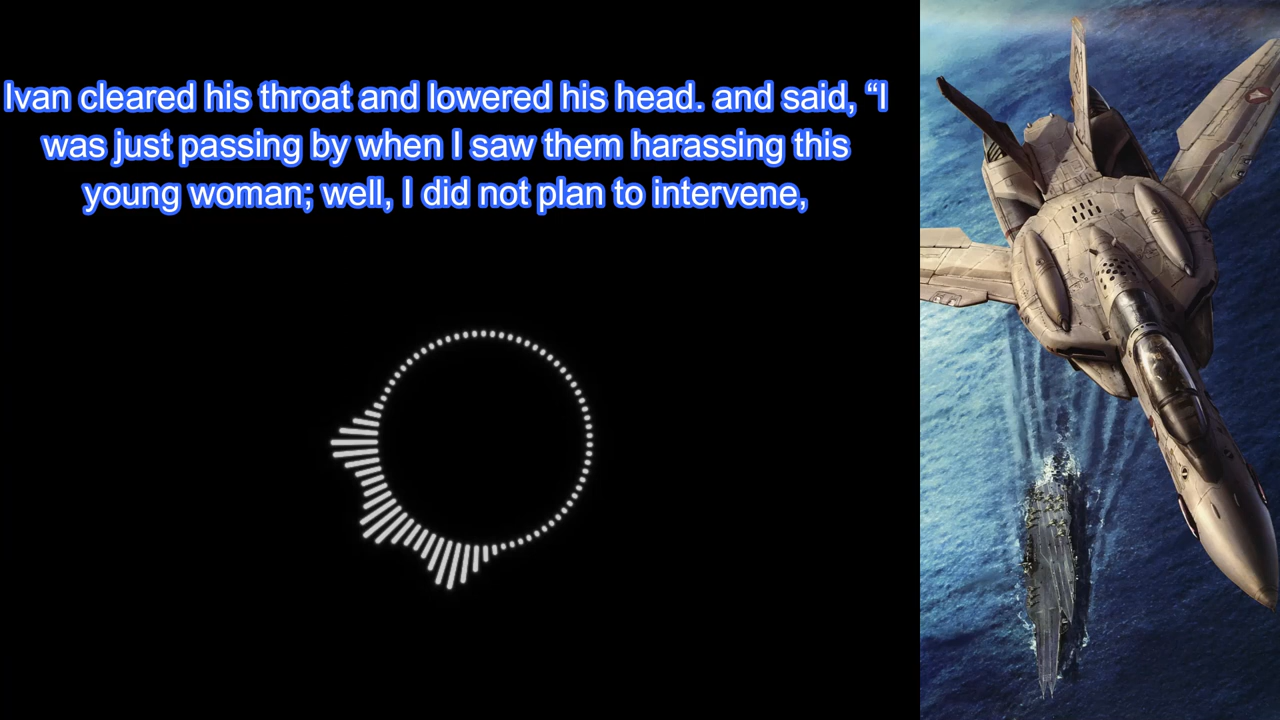 Ivan cleared his throat and lowered his head. and said, “I
was just passing by when I saw them harassing this
young woman; well, I did not plan to intervene,